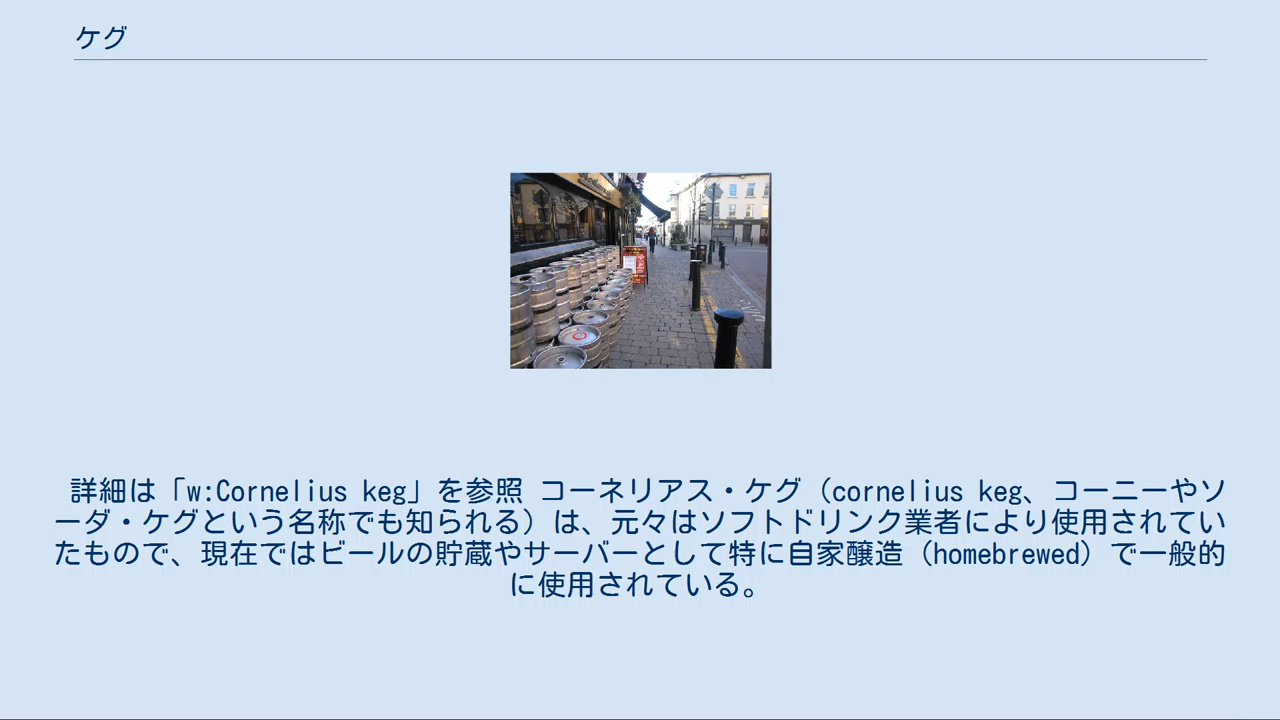 ケグ
詳細は「w:Cornelius keg」を参照 コーネリアス・ケグ（cornelius keg、コーニーやソ
ーダ・ケグという名称でも知られる）は、元々はソフトドリンク業者により使用されてい
たもので、現在ではビールの貯蔵やサーバーとして特に自家醸造（homebrewed）で一般的
に使用されている。